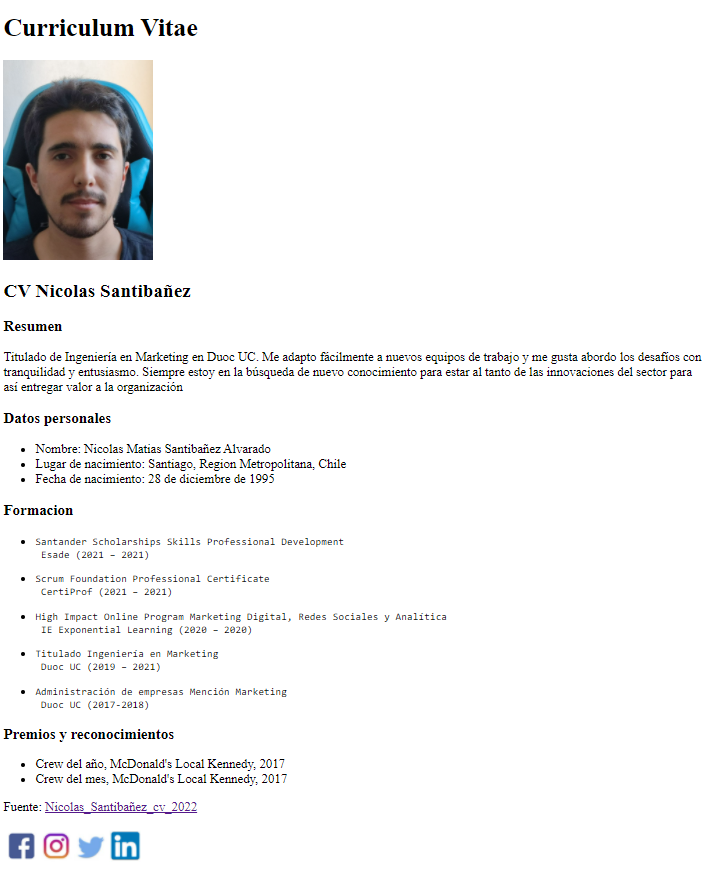 Curriculum Vitae
CV Nicolas Santibañez
Resumen
Titulado de Ingeniería en Marketing en Duoc UC. Me adapto fácilmente a nuevos equipos de trabajo y me gusta abordo los desafíos con
tranquilidad y entusiasmo. Siempre estoy en la búsqueda de nuevo conocimiento para estar al tanto de las innovaciones del sector para
así entregar valor a la organización
Datos personales
Nombre: Nicolas Matias Santibañez Alvarado
Lugar de nacimiento: Santiago, Region Metropolitana, Chile
Fecha de nacimiento: 28 de diciembre de 1995
Formacion
Santander Scholarships Skills Professional Development
Esade (2021 – 2021)
Scrum Foundation Professional Certificate
CertiProf (2021 – 2021)
High Impact Online Program Marketing Digital, Redes Sociales y Analítica
IE Exponential Learning (2020 – 2020)
Titulado Ingeniería en Marketing
Duoc UC (2019 – 2021)
Administración de empresas Mención Marketing
Duoc UC (2017-2018)
Premios y reconocimientos
Crew del año, McDonald's Local Kennedy, 2017
Crew del mes, McDonald's Local Kennedy, 2017
Fuente: Nicolas_Santibañez_cv_2022